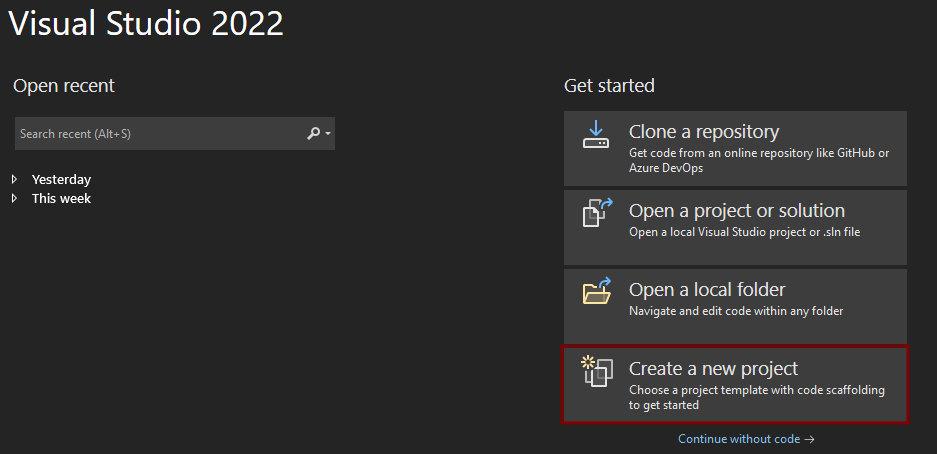 Visual Studio 2022
Open recent
Search recent (Alt+S)
Yesterday
This week
Get started
Clone a repository
Get code from an online repository like GitHub or
Azure DevOps
Open a project or solution
Open a local Visual Studio project or .sln file
Open a local folder
Navigate and edit code within any folder
Create a new project
Choose a project template with code scaffolding
to get started
Continue without code →